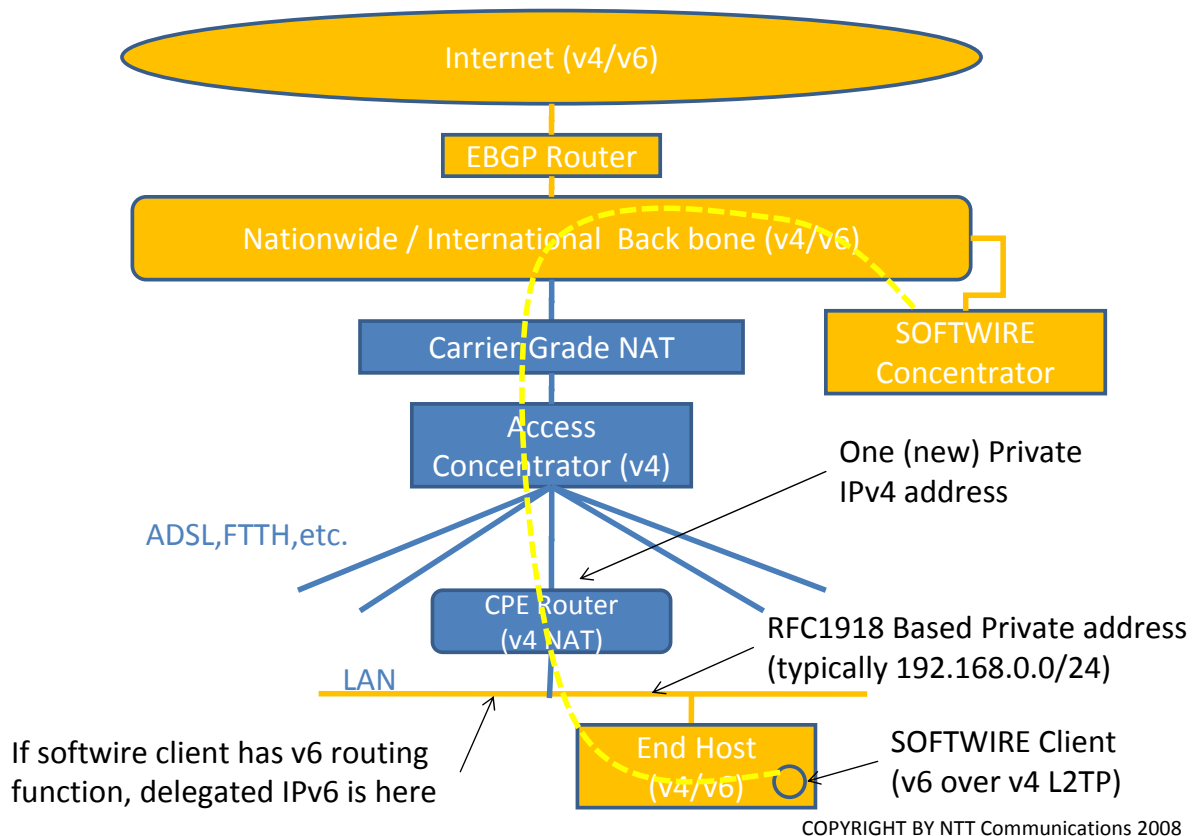 Internet (v4/v6)
EBGP Router
Nationwide / International Back bone (v4/v6)
SOFTWIRE
Concentrator
Carrier Grade NAT
Access
Concentrator (v4)
One (new) Private
IPv4 address
ADSL,FTTH,etc.
CPE Router
(v4 NAT)
RFC1918 Based Private address
(typically 192.168.0.0/24)
LAN
If softwire client has v6 routing
function, delegated IPv6 is here
End Host
(v4/v6)
SOFTWIRE Client
(v6 over v4 L2TP)
COPYRIGHT BY NTT Communications 2008